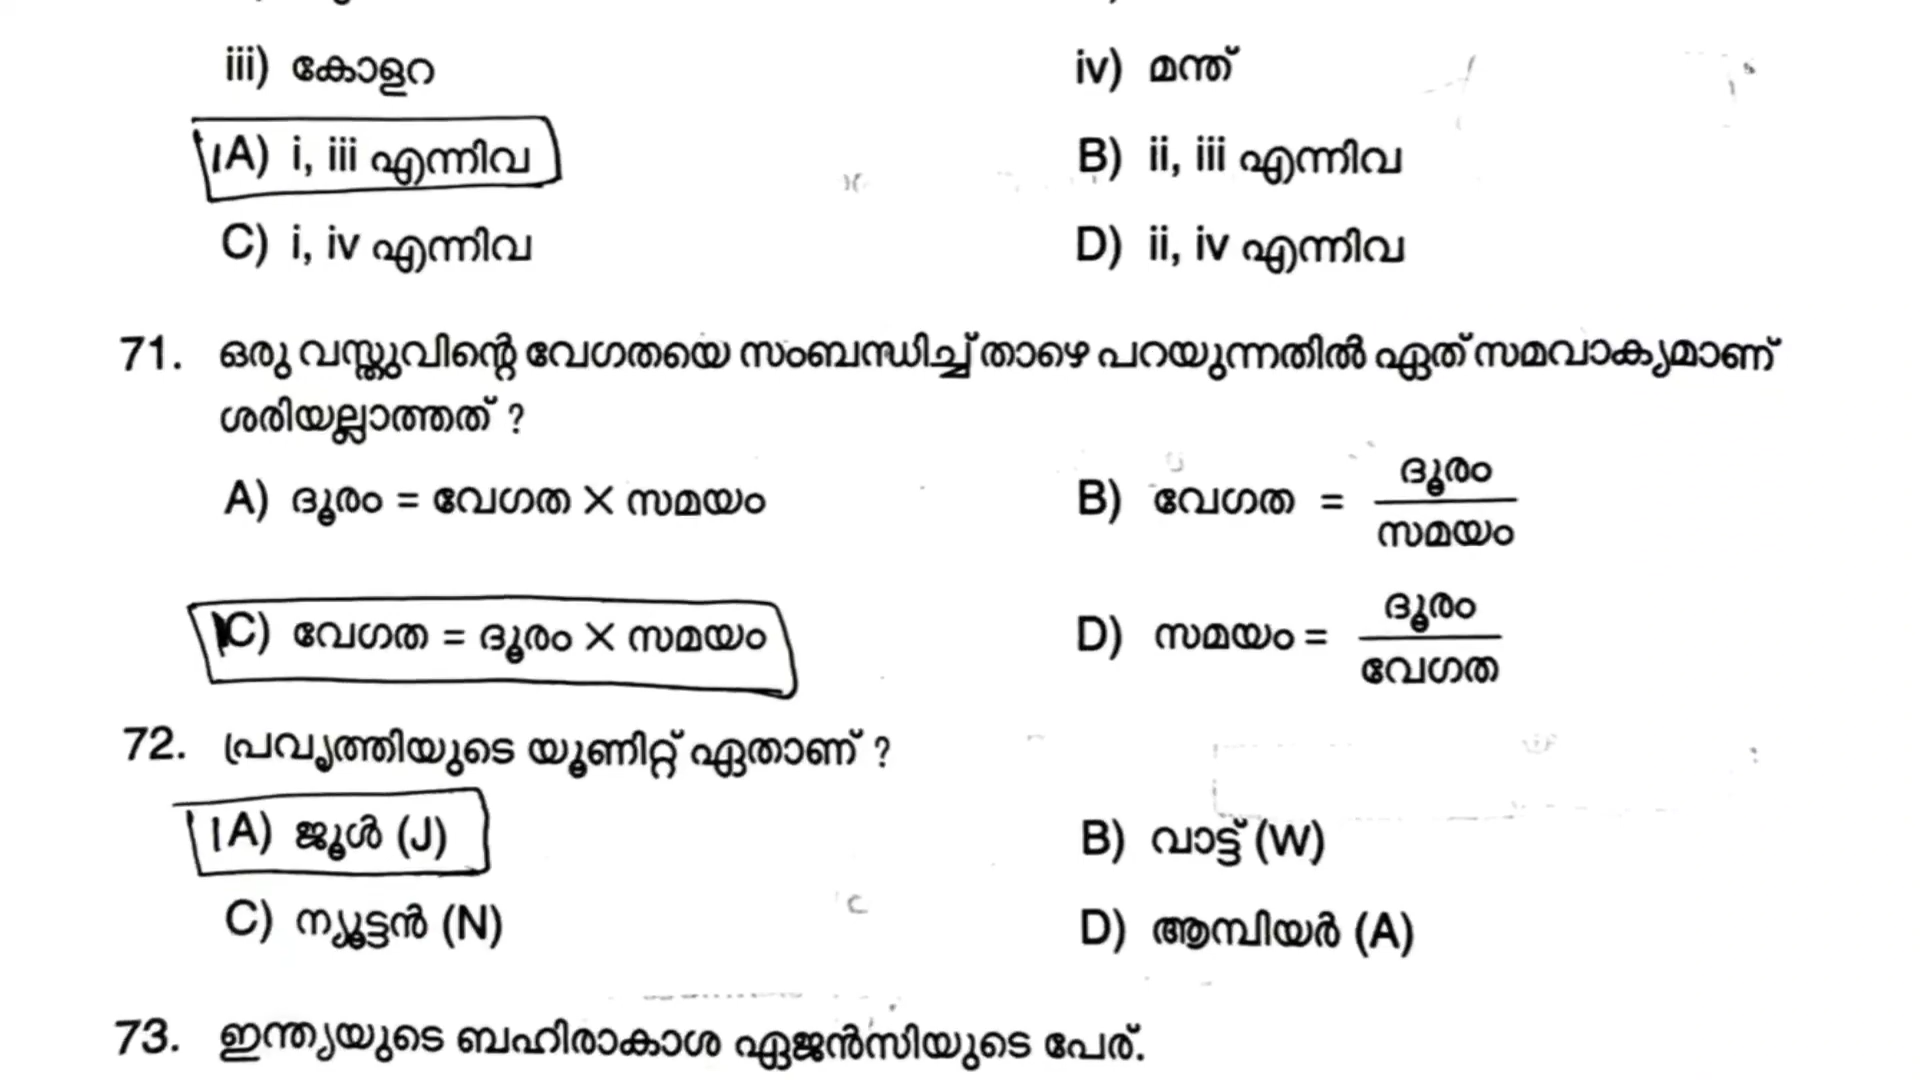 iii) കോളറ iv) മന്ത്
A) i, iii എന്നിവ B) ii, iii എന്നിവ
C) i, iv എന്നിവ D) ii, iv എന്നിവ
71. ഒരു വസ്തുവിന്റെ വേഗതയെ സംബന്ധിച്ച് താഴെ പറയുന്നതിൽ ഏത് സമവാക്യമാണ്
ശരിയല്ലാത്തത് ?
A) ദൂരം = വേഗത × സമയം B) വേഗത = ദൂരം / സമയം
C) വേഗത = ദൂരം × സമയം D) സമയം = ദൂരം / വേഗത
72. പ്രവൃത്തിയുടെ യൂണിറ്റ് ഏതാണ് ?
A) ജൂൾ (J) B) വാട്ട് (W)
C) ന്യൂട്ടൻ (N) D) ആമ്പിയർ (A)
73. ഇന്ത്യയുടെ ബഹിരാകാശ ഏജൻസിയുടെ പേര്.